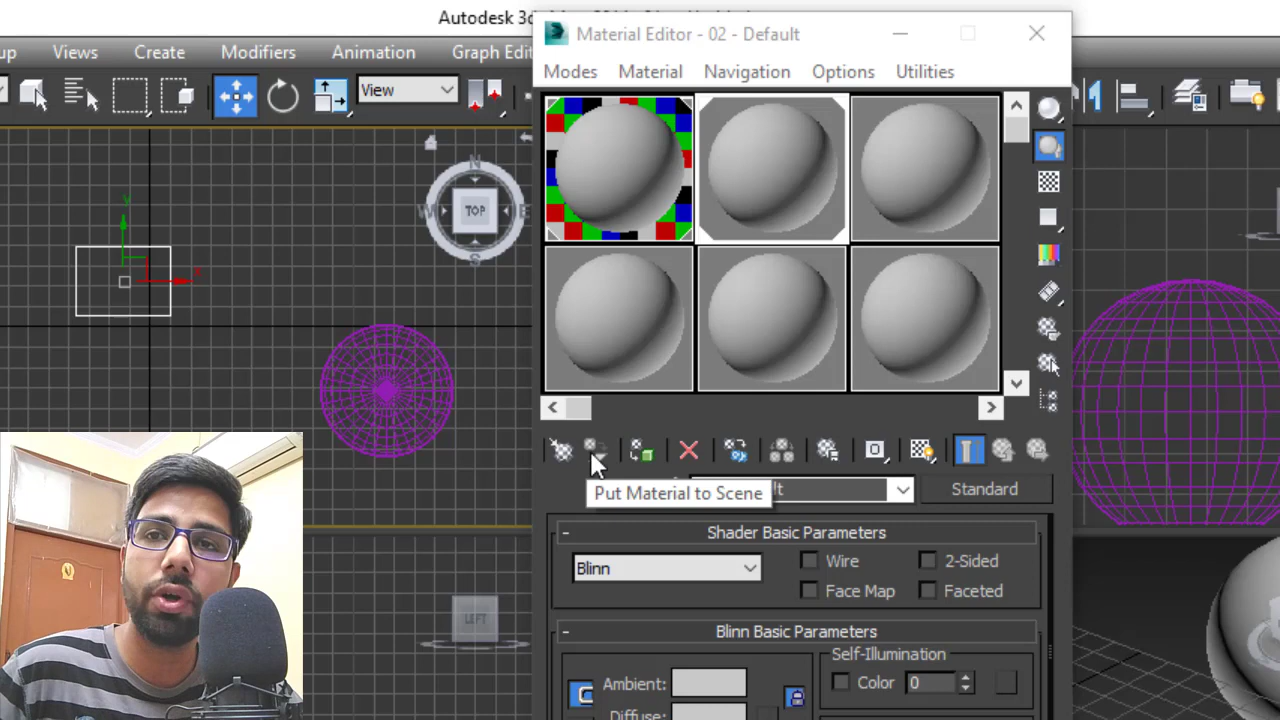 Autodesk 3d
Material Editor - 02 - Default
up Views Create Modifiers Animation Graph Edi
Modes Material Navigation Options Utilities
View
N
W TOP E
S
y
x
Put Material to Scene
lt
Standard
- Shader Basic Parameters
Blinn
Wire
2-Sided
Face Map
Faceted
- Blinn Basic Parameters
Self-Illumination
Ambient:
Color 0
Diffuse:
LEFT